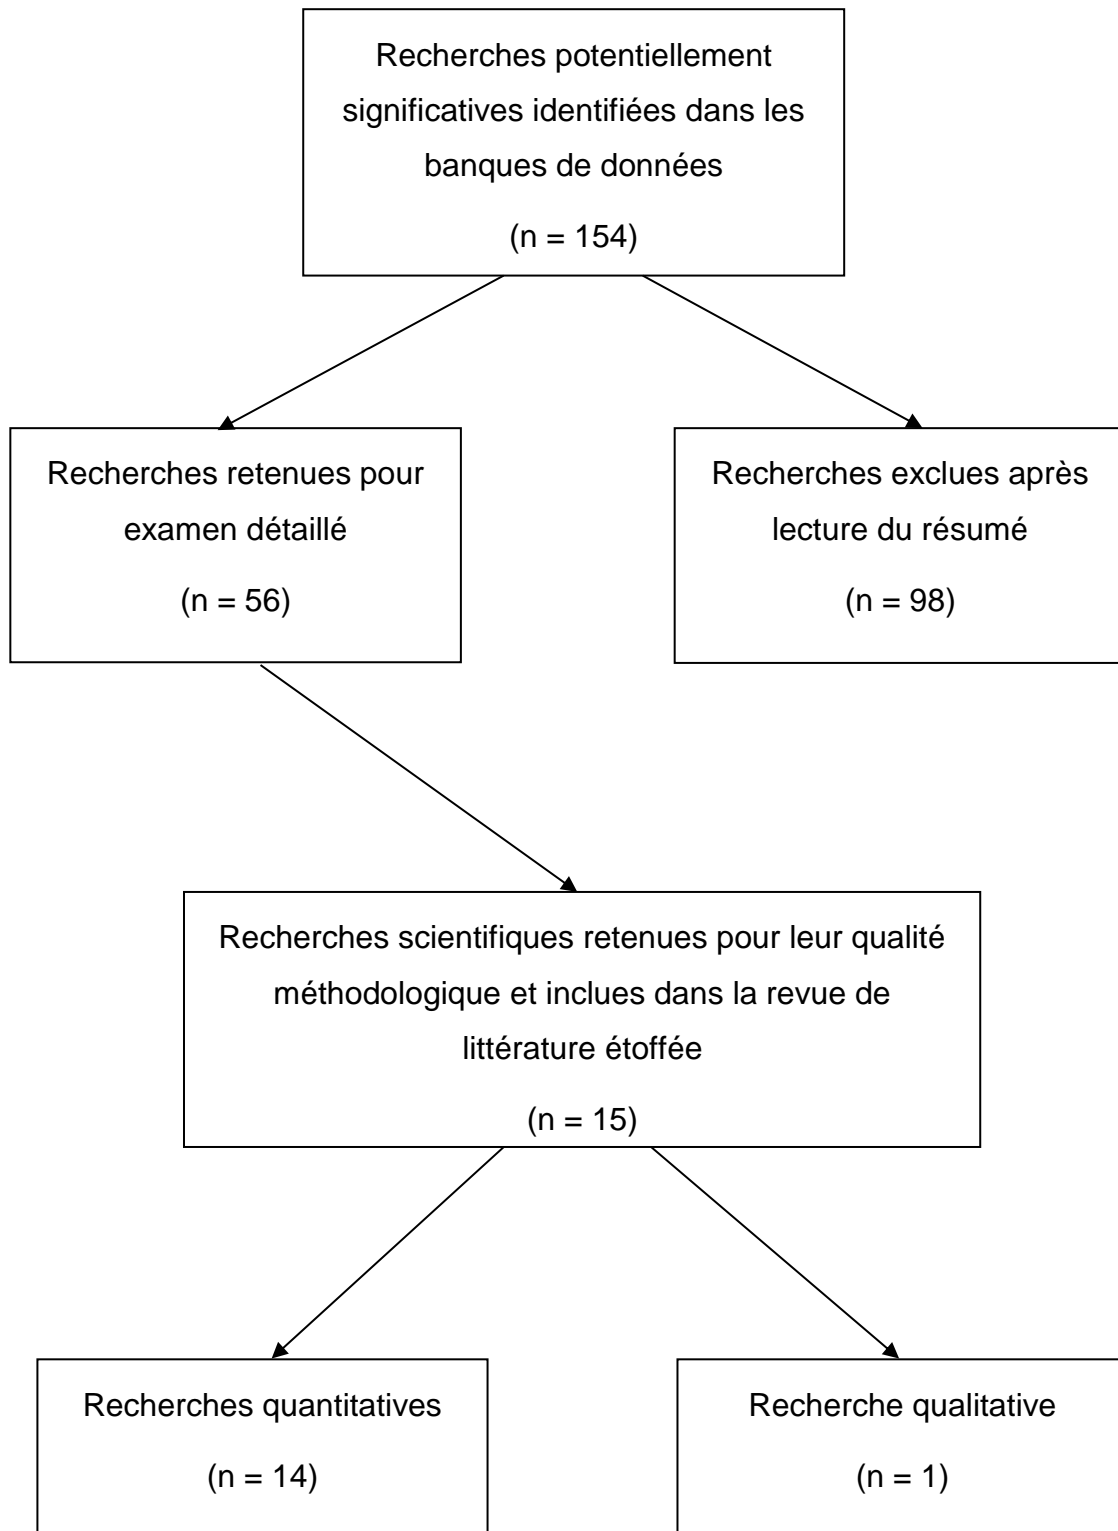 Recherches potentiellement
significatives identifiées dans les
banques de données
(n = 154)
Recherches retenues pour
examen détaillé
(n = 56)
Recherches exclues après
lecture du résumé
(n = 98)
Recherches scientifiques retenues pour leur qualité
méthodologique et inclues dans la revue de
littérature étoffée
(n = 15)
Recherches quantitatives
(n = 14)
Recherche qualitative
(n = 1)